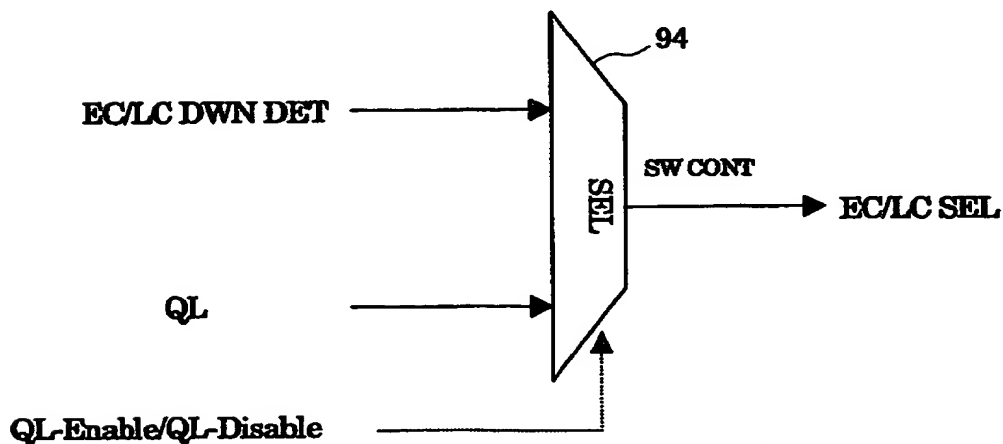 94
EC/LC DWN DET
SW CONT
SEL
EC/LC SEL
QL
QL-Enable/QL-Disable